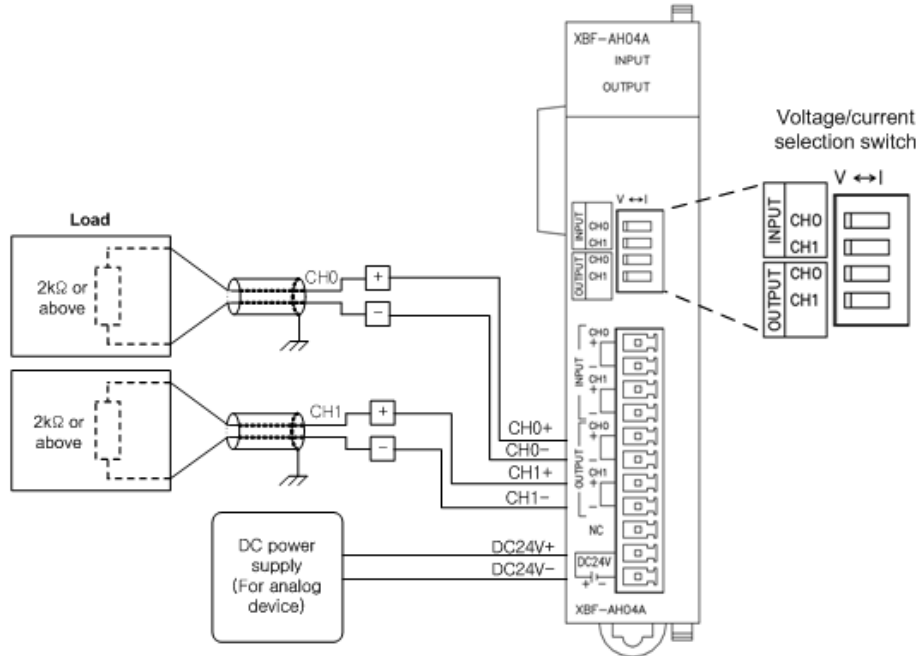 XBF-AH04A
INPUT
OUTPUT
Voltage/current
selection switch
V ↔ I
INPUT
CH0
CH1
OUTPUT
CH0
CH1
V ↔ I
INPUT
CH0
CH1
OUTPUT
CH0
CH1
Load
2kΩ or
above
CH0
+
−
2kΩ or
above
CH1
+
−
CH0+
CH0-
CH1+
CH1-
INPUT
CH0
+
−
CH1
+
−
OUTPUT
CH0
+
−
CH1
+
−
NC
DC24V
+ −
DC power
supply
(For analog
device)
DC24V+
DC24V-
XBF-AH04A